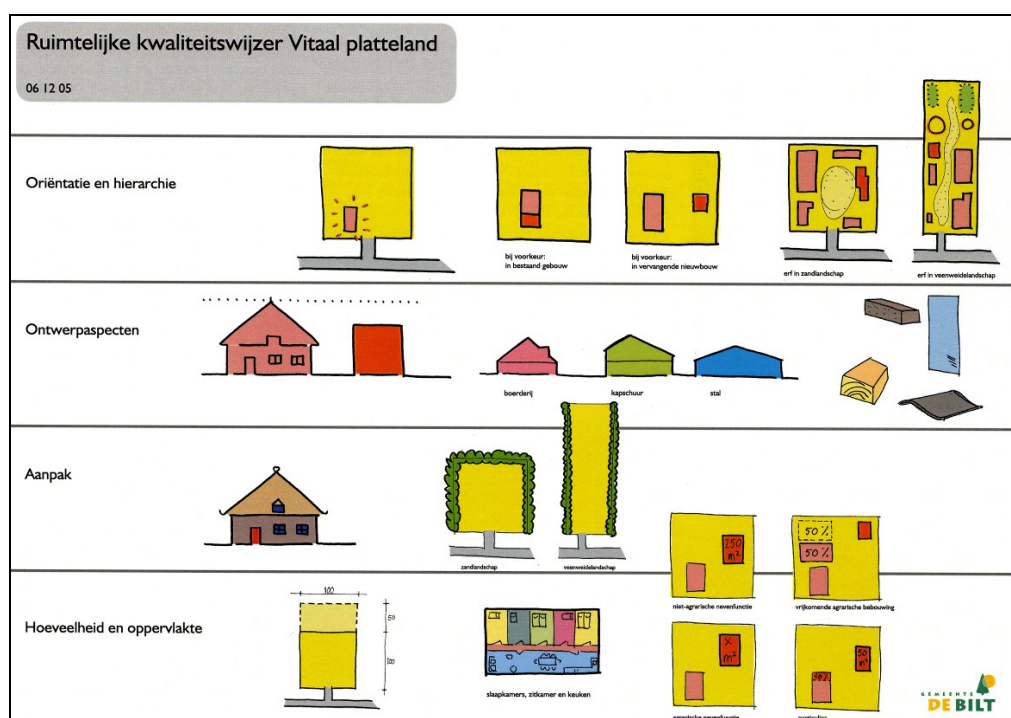 Ruimtelijke kwaliteitswijzer Vitaal platteland
06 12 05
Oriëntatie en hierarchie
bij voorkeur:
in bestaand gebouw
bij voorkeur:
in vervangende nieuwbouw
erf in zandlandschap
erf in veenweidelandschap
Ontwerpaspecten
boerderij
kapschuur
stal
Aanpak
zandlandschap
veenweidelandschap
250
m²
50 %
50 %
niet-agrarische nevenfunctie
vrijkomende agrarische bebouwing
Hoeveelheid en oppervlakte
100
50
100
slaapkamers, zitkamer en keuken
x
m²
50
m²
50%
agrarische nevenfunctie
GEMEENTE
DE BILT